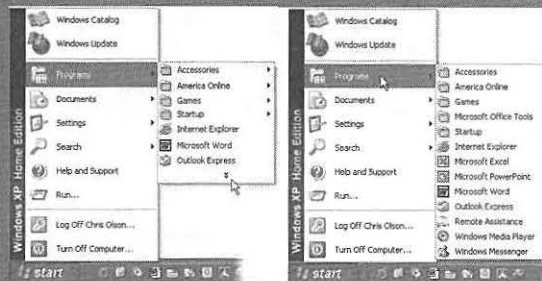 Windows Catalog
Windows Update
Programs
Documents
Settings
Search
Help and Support
Run...
Log Off Chris Olson...
Turn Off Computer...
Windows XP Home Edition
start
Accessories
America Online
Games
Startup
Internet Explorer
Microsoft Word
Outlook Express
Windows Catalog
Windows Update
Programs
Documents
Settings
Search
Help and Support
Run...
Log Off Chris Olson...
Turn Off Computer...
Windows XP Home Edition
start
Accessories
America Online
Games
Microsoft Office Tools
Startup
Internet Explorer
Microsoft Excel
Microsoft PowerPoint
Microsoft Word
Outlook Express
Remote Assistance
Windows Media Player
Windows Messenger